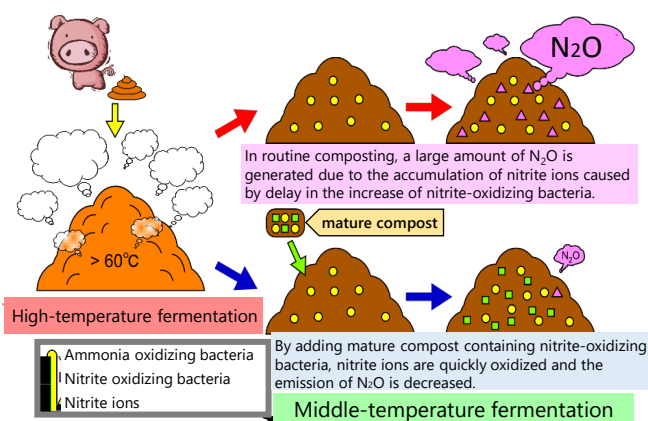 N2O
In routine composting, a large amount of N₂O is
generated due to the accumulation of nitrite ions caused
by delay in the increase of nitrite-oxidizing bacteria.
mature compost
> 60°C
N₂O
High-temperature fermentation
By adding mature compost containing nitrite-oxidizing
bacteria, nitrite ions are quickly oxidized and the
emission of N2O is decreased.
Ammonia oxidizing bacteria
Nitrite oxidizing bacteria
Nitrite ions
Middle-temperature fermentation